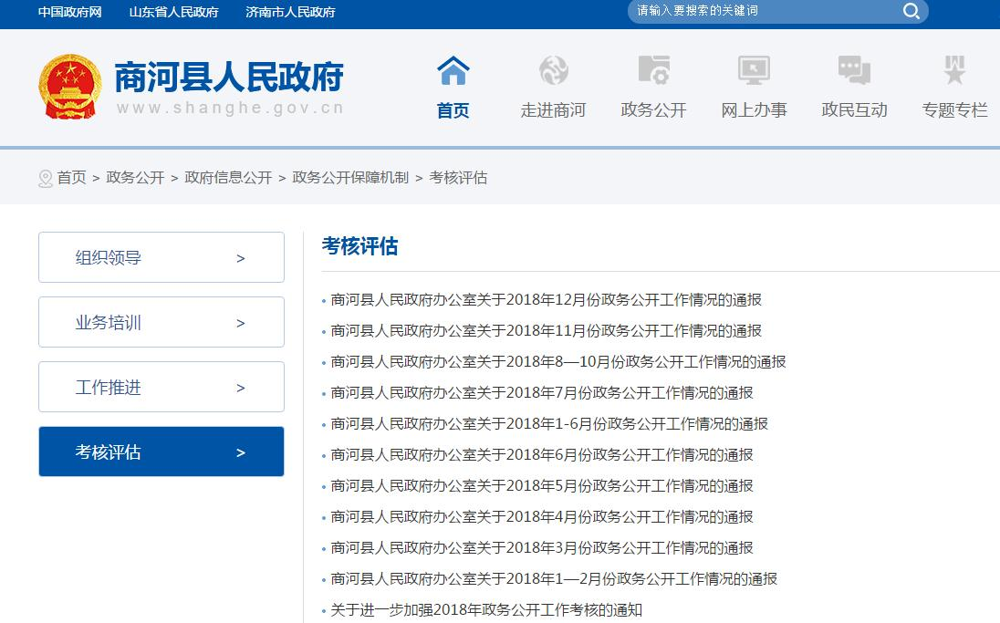 中国政府网 山东省人民政府 济南市人民政府 请输入要搜索的关键词
商河县人民政府
www.shanghe.gov.cn
首页 走进商河 政务公开 网上办事 政民互动 专题专栏
首页 > 政务公开 > 政府信息公开 > 政务公开保障机制 > 考核评估
组织领导 >
业务培训 >
工作推进 >
考核评估 >
考核评估
商河县人民政府办公室关于2018年12月份政务公开工作情况的通报
商河县人民政府办公室关于2018年11月份政务公开工作情况的通报
商河县人民政府办公室关于2018年8—10月份政务公开工作情况的通报
商河县人民政府办公室关于2018年7月份政务公开工作情况的通报
商河县人民政府办公室关于2018年1-6月份政务公开工作情况的通报
商河县人民政府办公室关于2018年6月份政务公开工作情况的通报
商河县人民政府办公室关于2018年5月份政务公开工作情况的通报
商河县人民政府办公室关于2018年4月份政务公开工作情况的通报
商河县人民政府办公室关于2018年3月份政务公开工作情况的通报
商河县人民政府办公室关于2018年1—2月份政务公开工作情况的通报
关于进一步加强2018年政务公开工作考核的通知